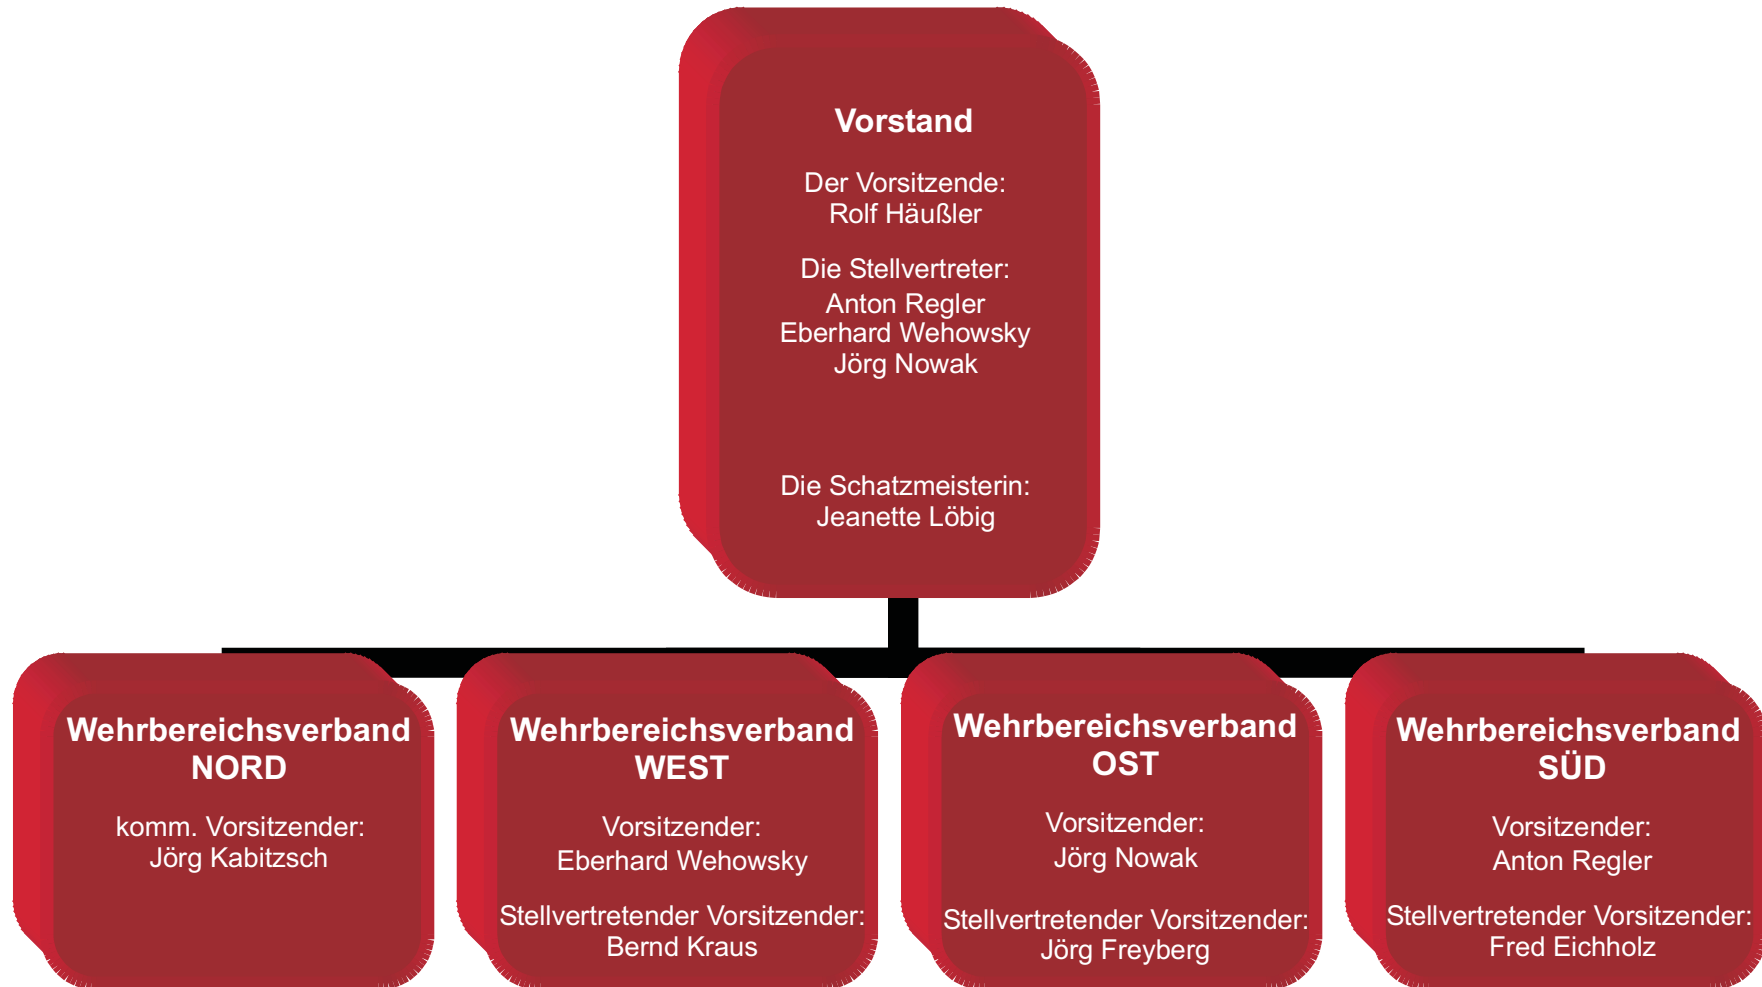 Vorstand
Der Vorsitzende:
Rolf Häußler
Die Stellvertreter:
Anton Regler
Eberhard Wehowsky
Jörg Nowak
Die Schatzmeisterin:
Jeanette Löbig
Wehrbereichsverband
NORD
komm. Vorsitzender:
Jörg Kabitzsch
Wehrbereichsverband
WEST
Vorsitzender:
Eberhard Wehowsky
Stellvertretender Vorsitzender:
Bernd Kraus
Wehrbereichsverband
OST
Vorsitzender:
Jörg Nowak
Stellvertretender Vorsitzender:
Jörg Freyberg
Wehrbereichsverband
SÜD
Vorsitzender:
Anton Regler
Stellvertretender Vorsitzender:
Fred Eichholz